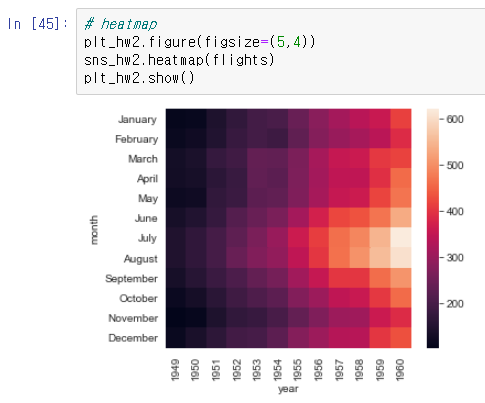 In [45]: # heatmap
plt_hw2.figure(figsize=(5,4))
sns_hw2.heatmap(flights)
plt_hw2.show()
January
February
March
April
May
June
July
August
September
October
November
December
month
1949 1950 1951 1952 1953 1954 1955 1956 1957 1958 1959 1960
year
600
500
400
300
200